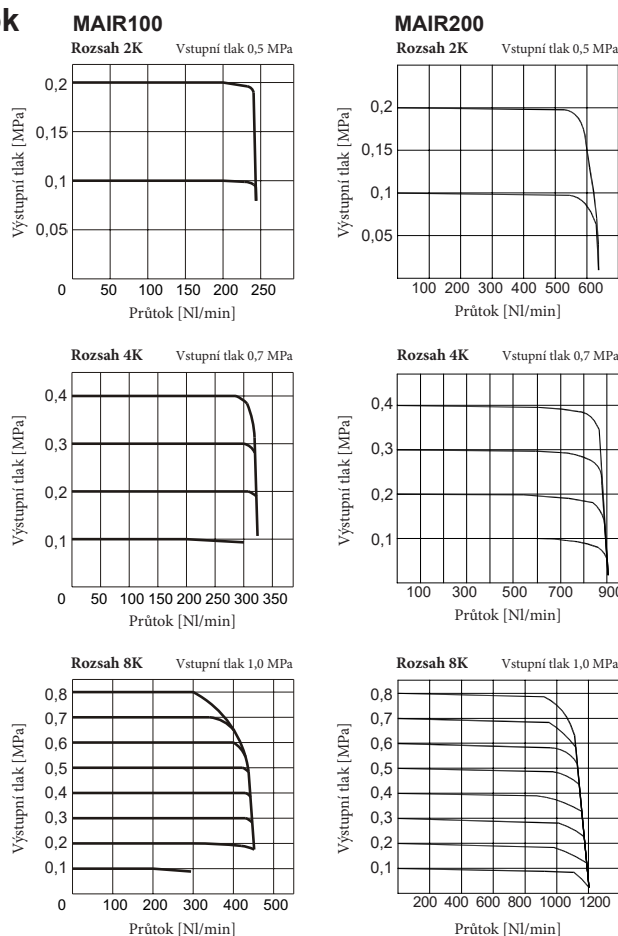 ok
MAIR100
MAIR200
Rozsah 2K Vstupní tlak 0,5 MPa
Výstupní tlak [MPa]
0,2
0,15
0,1
0,05
0 50 100 150 200 250
Průtok [Nl/min]
Rozsah 2K Vstupní tlak 0,5 MPa
Výstupní tlak [MPa]
0,2
0,15
0,1
0,05
100 200 300 400 500 600
Průtok [Nl/min]
Rozsah 4K Vstupní tlak 0,7 MPa
Výstupní tlak [MPa]
0,4
0,3
0,2
0,1
0 50 100 150 200 250 300 350
Průtok [Nl/min]
Rozsah 4K Vstupní tlak 0,7 MPa
Výstupní tlak [MPa]
0,4
0,3
0,2
0,1
100 300 500 700 900
Průtok [Nl/min]
Rozsah 8K Vstupní tlak 1,0 MPa
Výstupní tlak [MPa]
0,8
0,7
0,6
0,5
0,4
0,3
0,2
0,1
0 100 200 300 400 500
Průtok [Nl/min]
Rozsah 8K Vstupní tlak 1,0 MPa
Výstupní tlak [MPa]
0,8
0,7
0,6
0,5
0,4
0,3
0,2
0,1
200 400 600 800 1000 1200
Průtok [Nl/min]